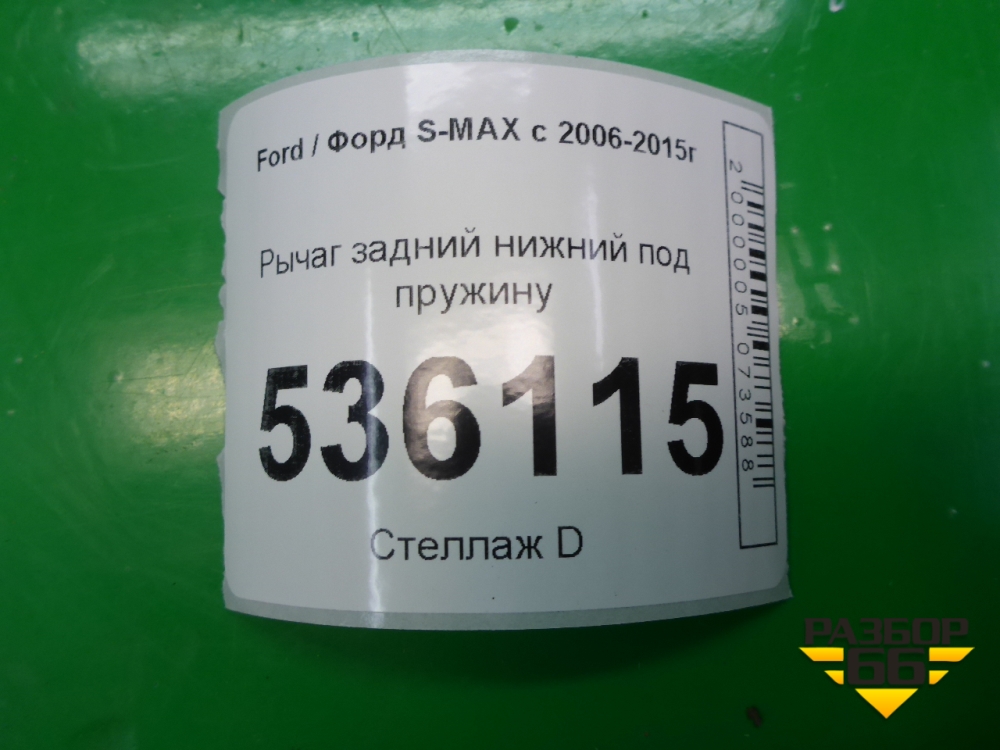 Ford / Форд S-MAX с 2006-2015г
Рычаг задний нижний под
пружину
536115
Стеллаж D
2000005073588
РАЗБОР
66